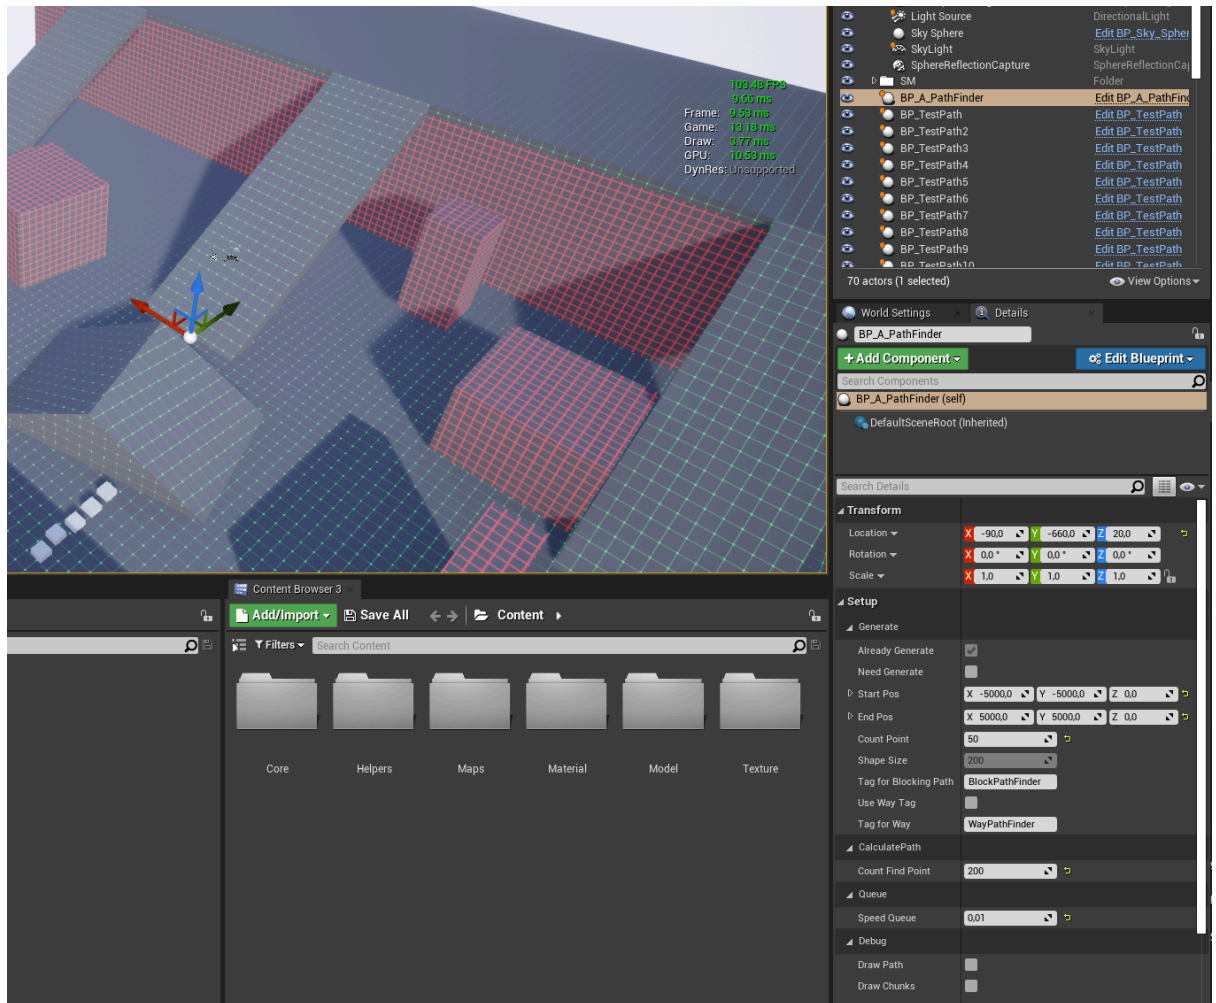 103.48 FPS
9.66 ms
Frame: 9.53 ms
Game: 13.18 ms
Draw: 3.77 ms
GPU: 10.53 ms
DynRes: Unsupported
Light Source DirectionalLight
Sky Sphere Edit BP_Sky_Spher
SkyLight SkyLight
SphereReflectionCapture SphereReflectionCap
SM Folder
BP_A_PathFinder Edit BP_A_PathFind
BP_TestPath Edit BP_TestPath
BP_TestPath2 Edit BP_TestPath
BP_TestPath3 Edit BP_TestPath
BP_TestPath4 Edit BP_TestPath
BP_TestPath5 Edit BP_TestPath
BP_TestPath6 Edit BP_TestPath
BP_TestPath7 Edit BP_TestPath
BP_TestPath8 Edit BP_TestPath
BP_TestPath9 Edit BP_TestPath
BP_TestPath10 Edit BP_TestPath
70 actors (1 selected) View Options
World Settings Details
BP_A_PathFinder
+Add Component Edit Blueprint
Search Components
BP_A_PathFinder (self)
DefaultSceneRoot (Inherited)
Search Details
Transform
Location X -90,0 Y -660,0 Z 20,0
Rotation X 0,0 ° Y 0,0 ° Z 0,0 °
Scale X 1,0 Y 1,0 Z 1,0
Setup
Generate
Already Generate
Need Generate
Start Pos X -5000,0 Y -5000,0 Z 0,0
End Pos X 5000,0 Y 5000,0 Z 0,0
Count Point 50
Shape Size 200
Tag for Blocking Path BlockPathFinder
Use Way Tag
Tag for Way WayPathFinder
CalculatePath
Count Find Point 200
Queue
Speed Queue 0,01
Debug
Draw Path
Draw Chunks
Content Browser 3
Add/Import Save All Content
Filters Search Content
Core Helpers Maps Material Model Texture